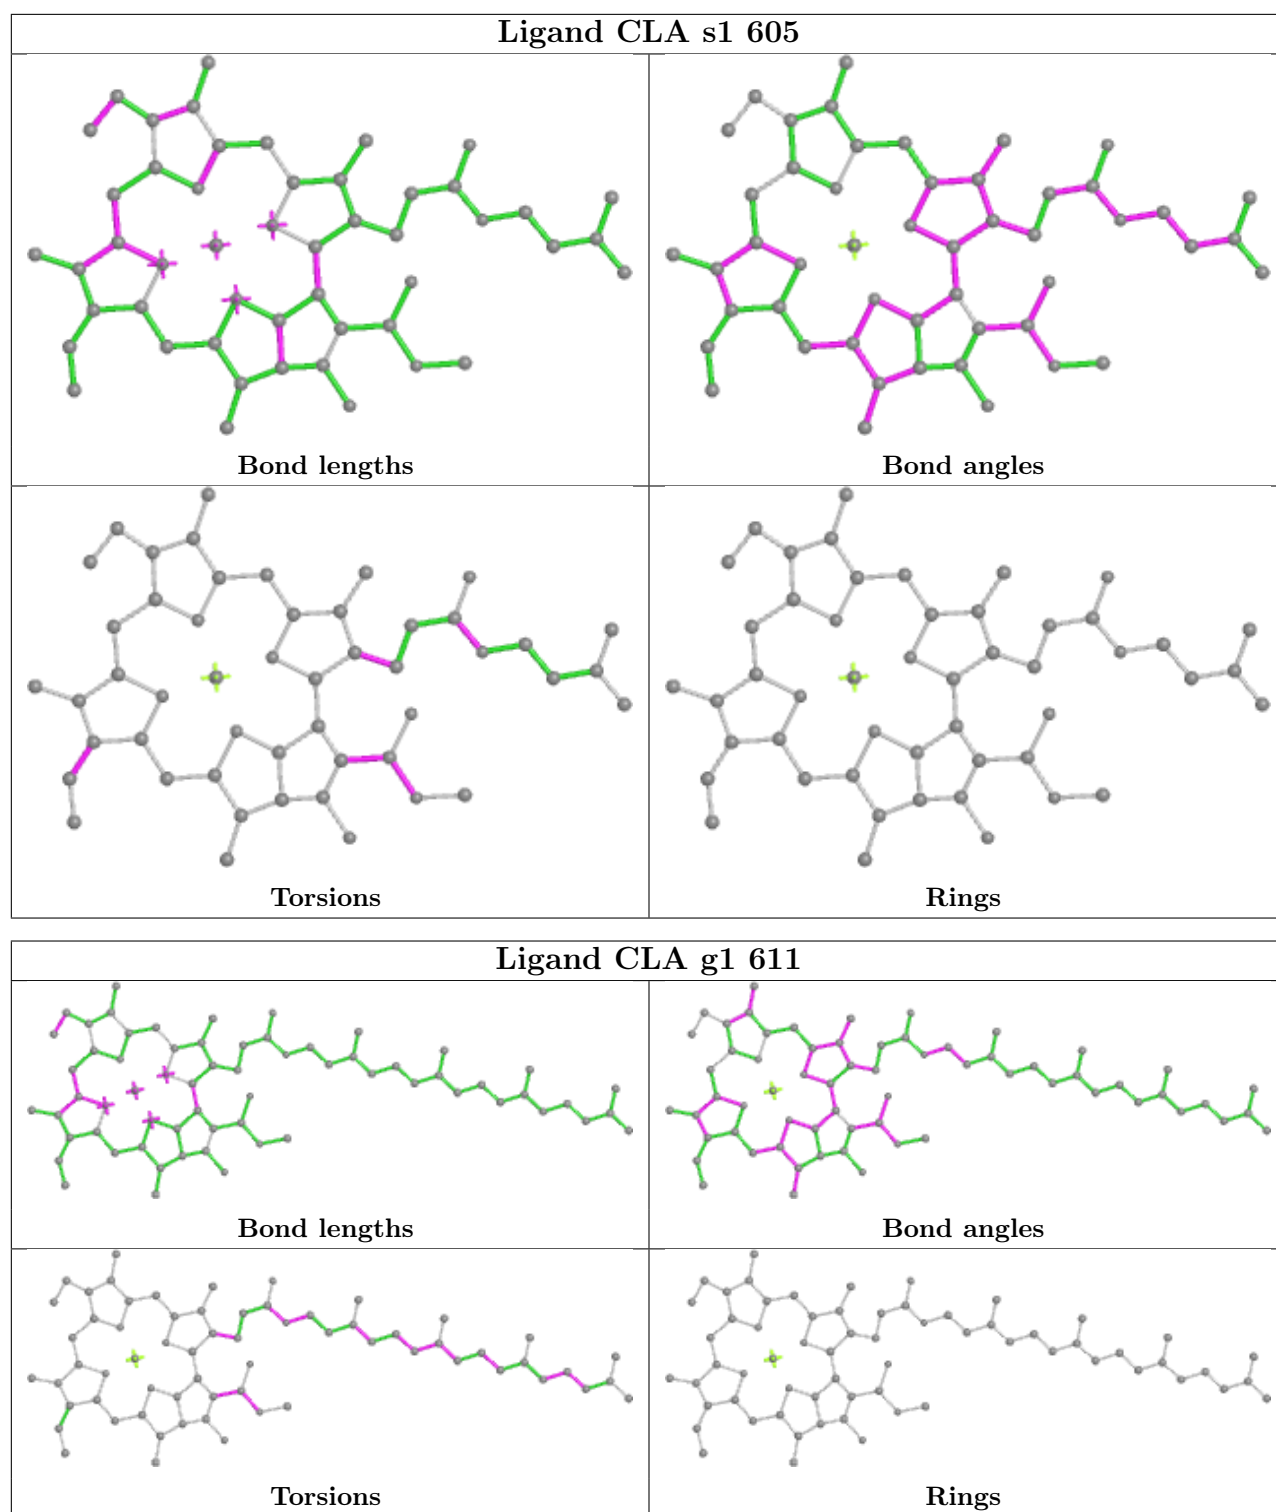 Ligand CLA s1 605
Bond lengths
Bond angles
Torsions
Rings
Ligand CLA g1 611
Bond lengths
Bond angles
Torsions
Rings